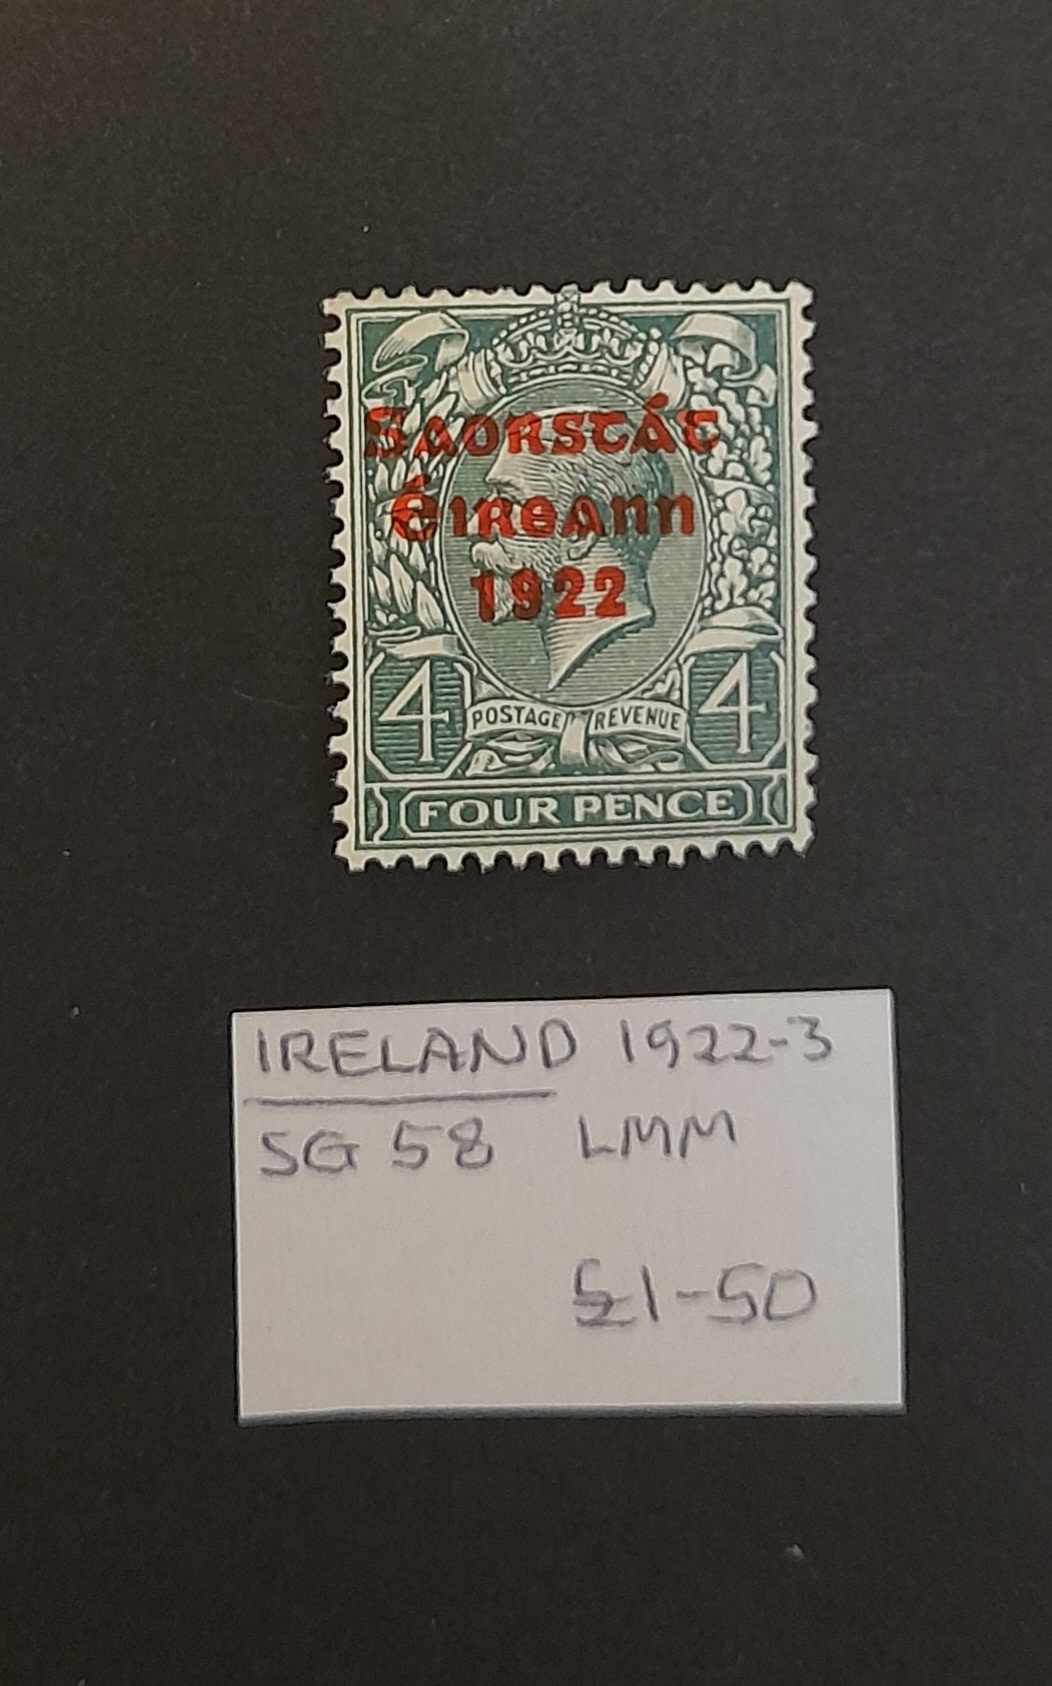 Saorstát
Éireann
1922
4 POSTAGE REVENUE 4
FOUR PENCE
IRELAND 1922-3
SG 58 LMM
£1-50